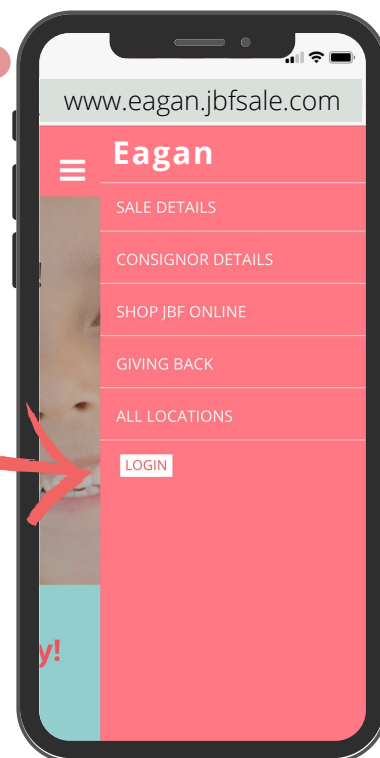 www.eagan.jbfsale.com
Eagan
SALE DETAILS
CONSIGNOR DETAILS
SHOP JBF ONLINE
GIVING BACK
ALL LOCATIONS
LOGIN
y!